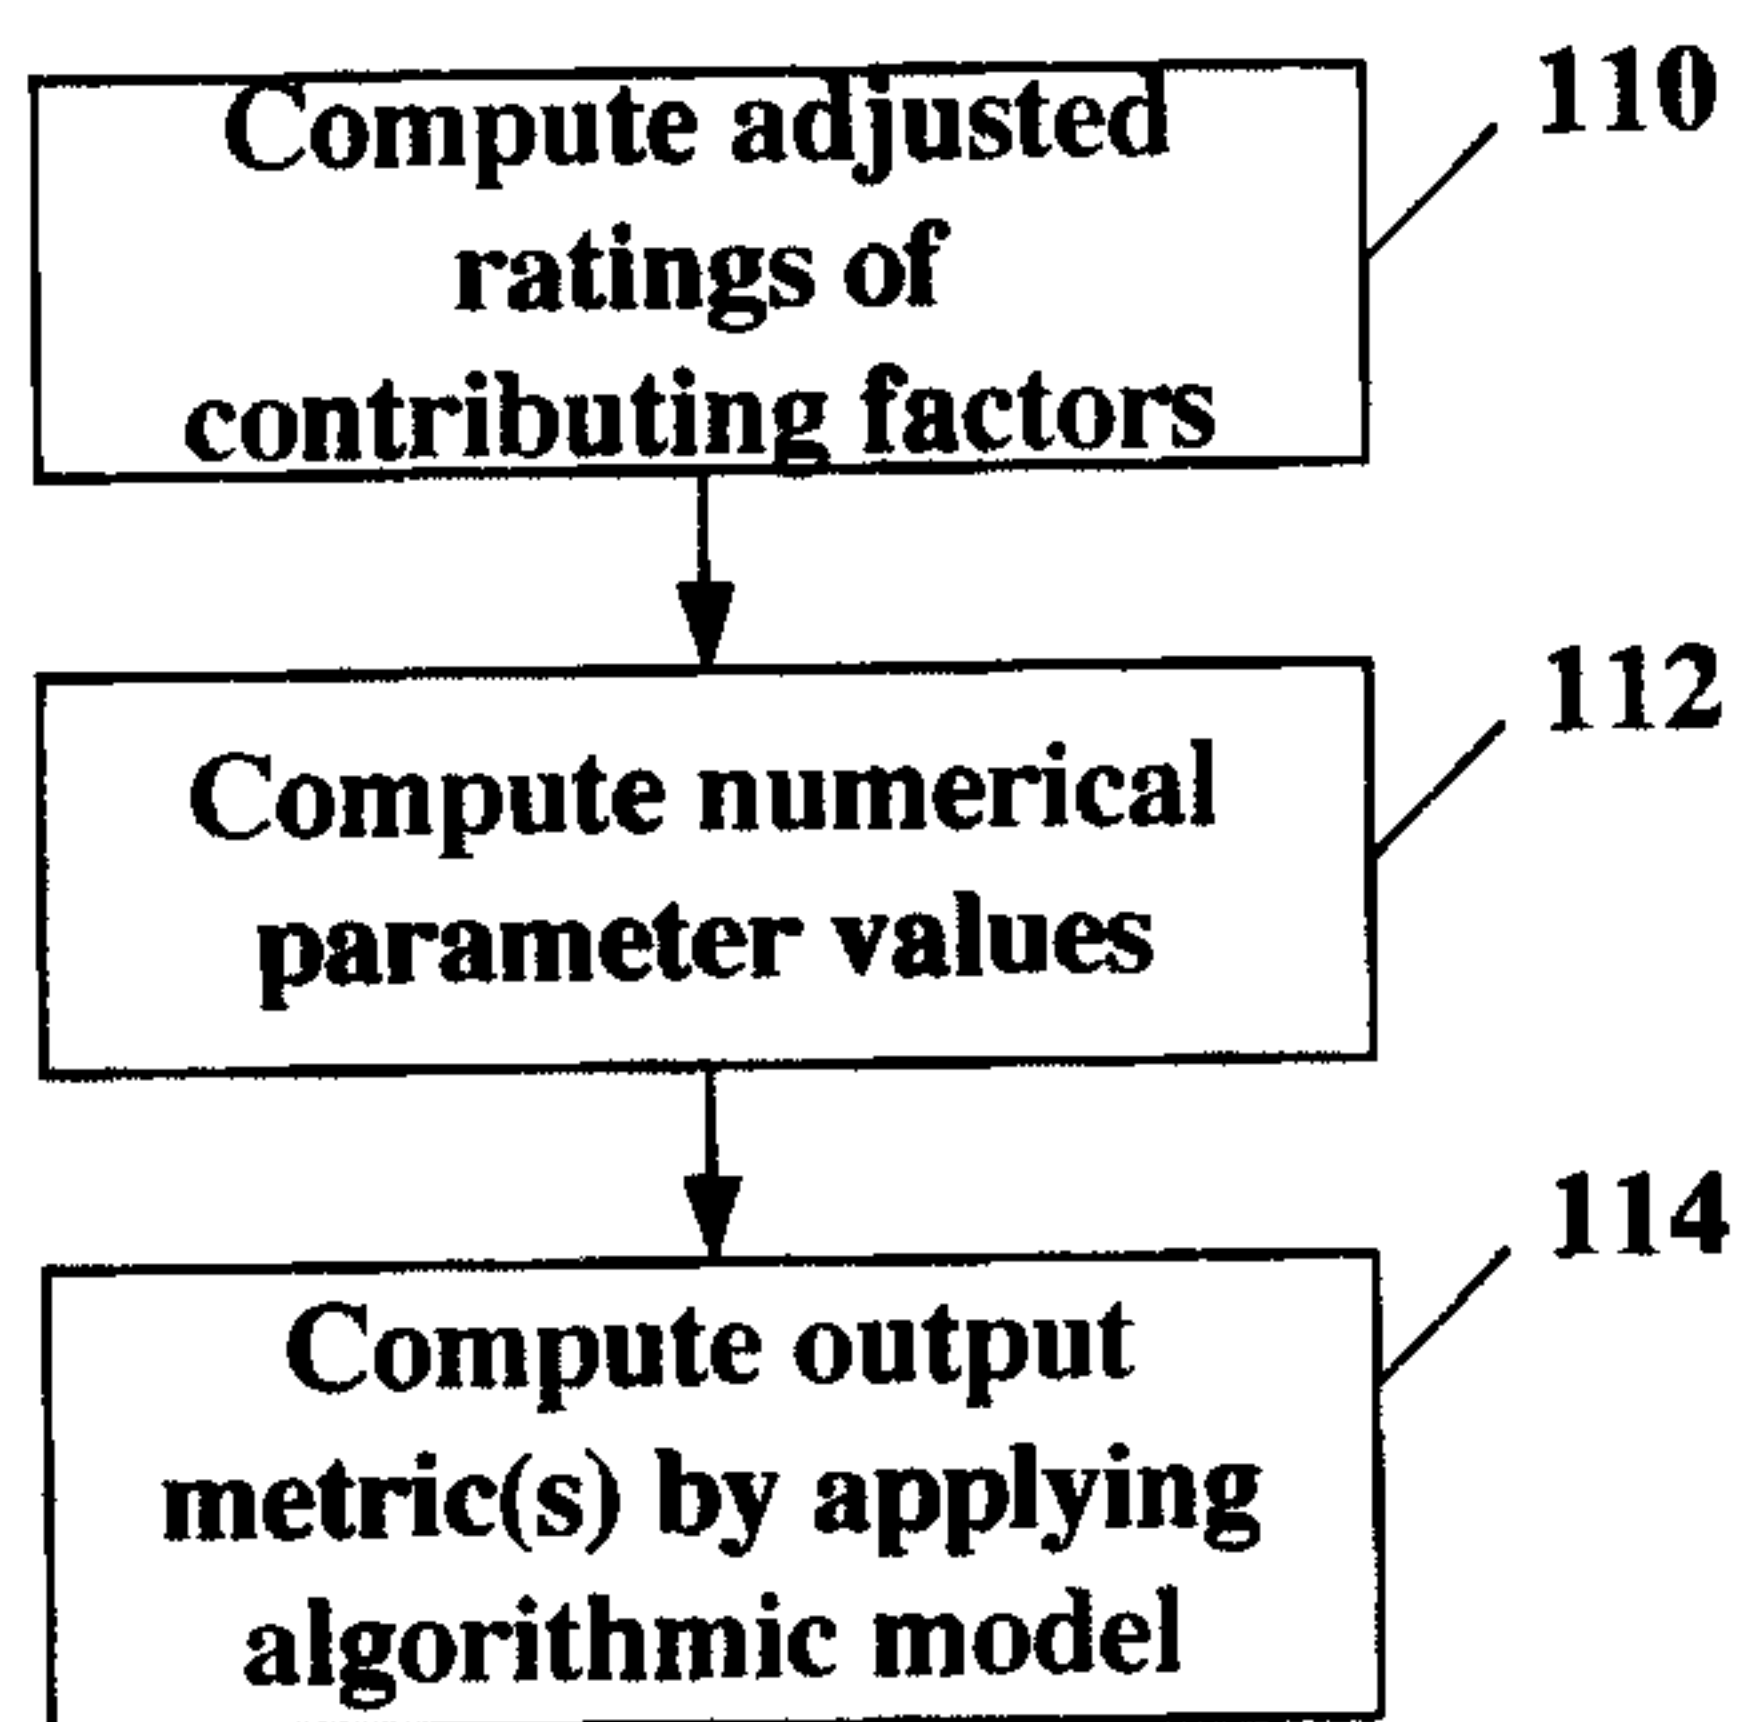 Compute adjusted
ratings of
contributing factors
110
Compute numerical
parameter values
112
Compute output
metric(s) by applying
algorithmic model
114